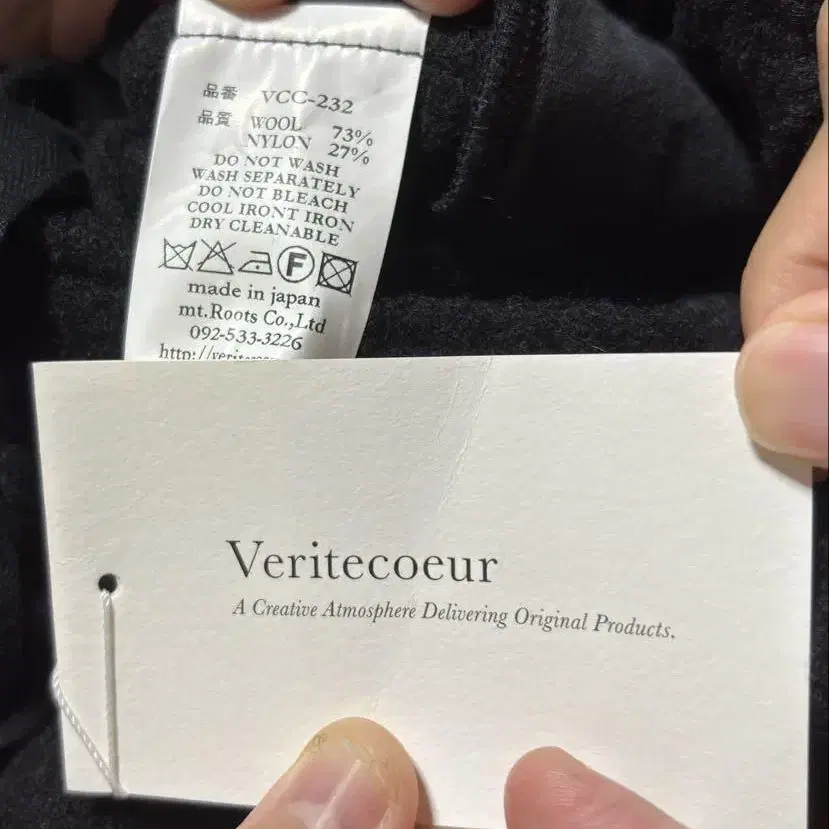 品番 VCC-232
品質 WOOL 73%
NYLON 27%
DO NOT WASH
WASH SEPARATELY
DO NOT BLEACH
COOL IRONT IRON
DRY CLEANABLE
F
made in japan
mt.Roots Co.,Ltd
092-533-3226
Veritecoeur
A Creative Atmosphere Delivering Original Products.